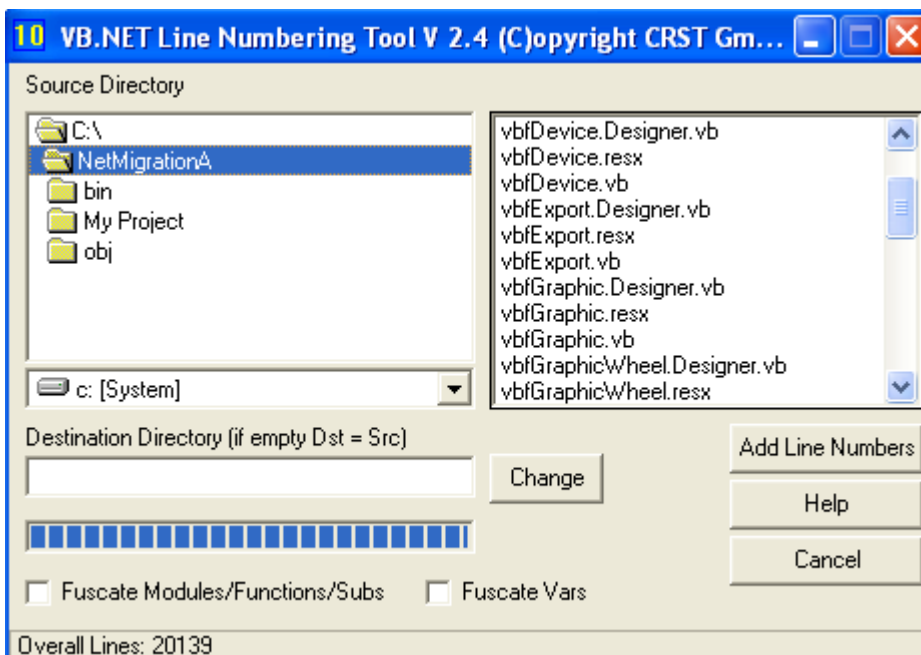 10 VB.NET Line Numbering Tool V 2.4 (C)opyright CRST Gm...
Source Directory
C:\
NetMigrationA
bin
My Project
obj
c: [System]
vbfDevice.Designer.vb
vbfDevice.resx
vbfDevice.vb
vbfExport.Designer.vb
vbfExport.resx
vbfExport.vb
vbfGraphic.Designer.vb
vbfGraphic.resx
vbfGraphic.vb
vbfGraphicWheel.Designer.vb
vbfGraphicWheel.resx
Destination Directory (if empty Dst = Src)
Change
Add Line Numbers
Help
Cancel
Fuscate Modules/Functions/Subs
Fuscate Vars
Overall Lines: 20139